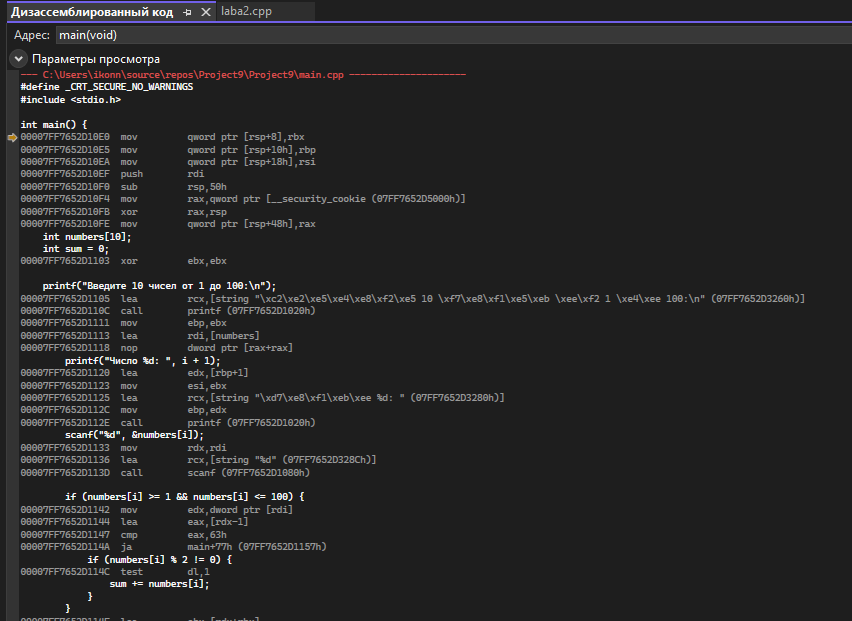 Дизассемблированный код
laba2.cpp
Адрес: main(void)
Параметры просмотра
--- C:\Users\ikonn\source\repos\Project9\Project9\main.cpp ---------------------
#define _CRT_SECURE_NO_WARNINGS
#include <stdio.h>
int main() {
00007FF7652D10E0 mov qword ptr [rsp+8],rbx
00007FF7652D10E5 mov qword ptr [rsp+10h],rbp
00007FF7652D10EA mov qword ptr [rsp+18h],rsi
00007FF7652D10EF push rdi
00007FF7652D10F0 sub rsp,50h
00007FF7652D10F4 mov rax,qword ptr [__security_cookie (07FF7652D5000h)]
00007FF7652D10FB xor rax,rsp
00007FF7652D10FE mov qword ptr [rsp+48h],rax
int numbers[10];
int sum = 0;
00007FF7652D1103 xor ebx,ebx
printf("Введите 10 чисел от 1 до 100:\n");
00007FF7652D1105 lea rcx,[string "\xc2\xe2\xe5\xe4\xe8\xf2\xe5 10 \xf7\xe8\xf1\xe5\xeb \xee\xf2 1 \xe4\xee 100:\n" (07FF7652D3260h)]
00007FF7652D110C call printf (07FF7652D1020h)
00007FF7652D1111 mov ebp,ebx
00007FF7652D1113 lea rdi,[numbers]
00007FF7652D1118 nop dword ptr [rax+rax]
printf("Число %d: ", i + 1);
00007FF7652D1120 lea edx,[rbp+1]
00007FF7652D1123 mov esi,ebx
00007FF7652D1125 lea rcx,[string "\xd7\xe8\xf1\xeb\xee %d: " (07FF7652D3280h)]
00007FF7652D112C mov ebp,edx
00007FF7652D112E call printf (07FF7652D1020h)
scanf("%d", &numbers[i]);
00007FF7652D1133 mov rdx,rdi
00007FF7652D1136 lea rcx,[string "%d" (07FF7652D328Ch)]
00007FF7652D113D call scanf (07FF7652D1080h)
if (numbers[i] >= 1 && numbers[i] <= 100) {
00007FF7652D1142 mov edx,dword ptr [rdi]
00007FF7652D1144 lea eax,[rdx-1]
00007FF7652D1147 cmp eax,63h
00007FF7652D114A ja main+77h (07FF7652D1157h)
if (numbers[i] % 2 != 0) {
00007FF7652D114C test dl,1
sum += numbers[i];
}
}